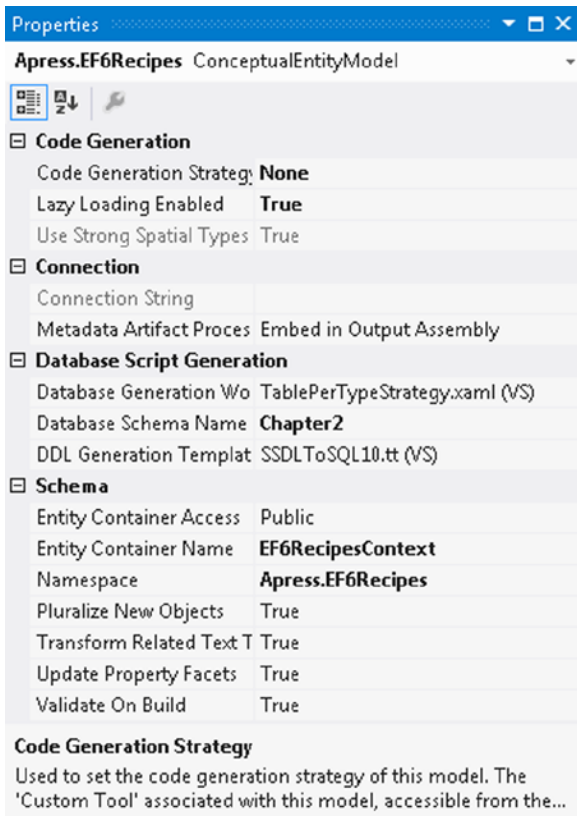 Properties
Apress.EF6Recipes ConceptualEntityModel
Code Generation
Code Generation Strategy None
Lazy Loading Enabled True
Use Strong Spatial Types True
Connection
Connection String
Metadata Artifact Proces Embed in Output Assembly
Database Script Generation
Database Generation Wo TablePerTypeStrategy.xaml (VS)
Database Schema Name Chapter2
DDL Generation Templat SSDLToSQL10.tt (VS)
Schema
Entity Container Access Public
Entity Container Name EF6RecipesContext
Namespace Apress.EF6Recipes
Pluralize New Objects True
Transform Related Text T True
Update Property Facets True
Validate On Build True
Code Generation Strategy
Used to set the code generation strategy of this model. The
'Custom Tool' associated with this model, accessible from the...